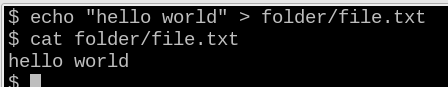 $ echo "hello world" > folder/file.txt
$ cat folder/file.txt
hello world
$